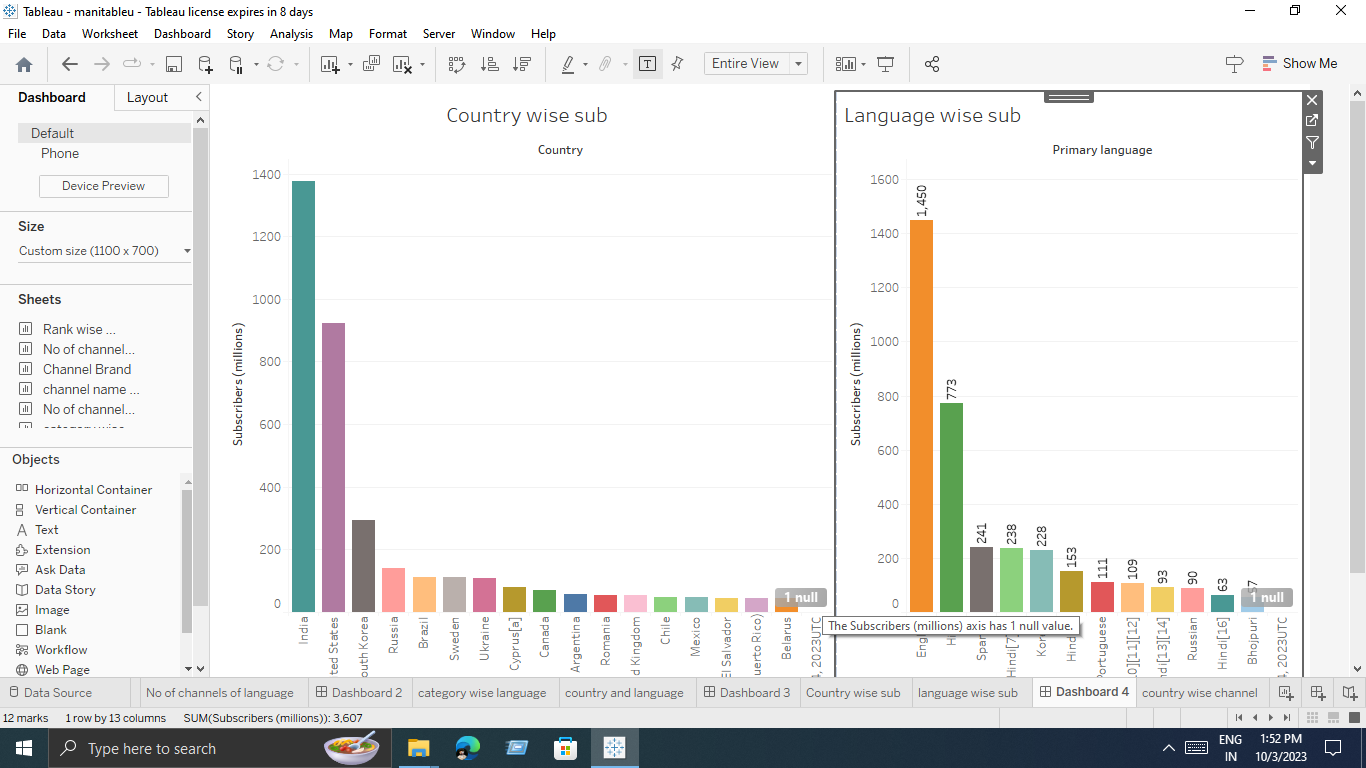 Tableau - manitableu - Tableau license expires in 8 days
File Data Worksheet Dashboard Story Analysis Map Format Server Window Help
Entire View
Show Me
Dashboard
Layout
Default
Phone
Device Preview
Size
Custom size (1100 x 700)
Sheets
Rank wise ...
No of channel...
Channel Brand
channel name ...
No of channel...
Objects
Horizontal Container
Vertical Container
Text
Extension
Ask Data
Data Story
Image
Blank
Workflow
Web Page
Country wise sub
Country
Subscribers (millions)
1400
1200
1000
800
600
400
200
0
India
ted States
outh Korea
Russia
Brazil
Sweden
Ukraine
Cyprus[a]
Canada
Argentina
Romania
d Kingdom
Chile
Mexico
El Salvador
uerto Rico)
Belarus
4, 2023UTC
1 null
Language wise sub
Primary language
Subscribers (millions)
1600
1400
1200
1000
800
600
400
200
0
1,450
773
241
238
228
153
111
109
93
90
63
Eng
Hi
Span
Hindi[7]
Kor
Hind
Portuguese
0][11][12]
ndi[13][14]
Russian
Hindi[16]
Bhojpuri
4, 2023UTC
1 null
The Subscribers (millions) axis has 1 null value.
Data Source
No of channels of language
Dashboard 2
category wise language
country and language
Dashboard 3
Country wise sub
language wise sub
Dashboard 4
country wise channel
12 marks 1 row by 13 columns SUM(Subscribers (millions)): 3,607
Type here to search
ENG
IN
1:52 PM
10/3/2023